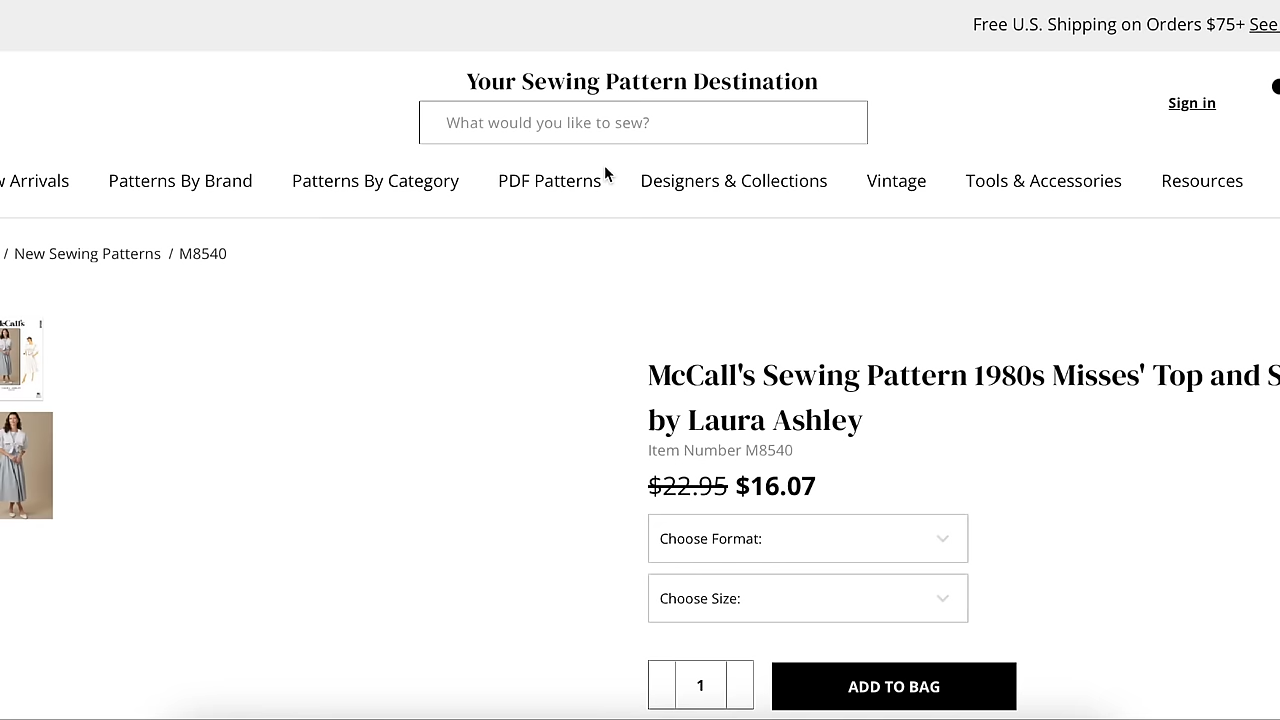 Free U.S. Shipping on Orders $75+ See
Your Sewing Pattern Destination
What would you like to sew?
Sign in
w Arrivals
Patterns By Brand
Patterns By Category
PDF Patterns
Designers & Collections
Vintage
Tools & Accessories
Resources
/ New Sewing Patterns / M8540
McCall's Sewing Pattern 1980s Misses' Top and S
by Laura Ashley
Item Number M8540
$22.95 $16.07
Choose Format:
Choose Size:
1
ADD TO BAG